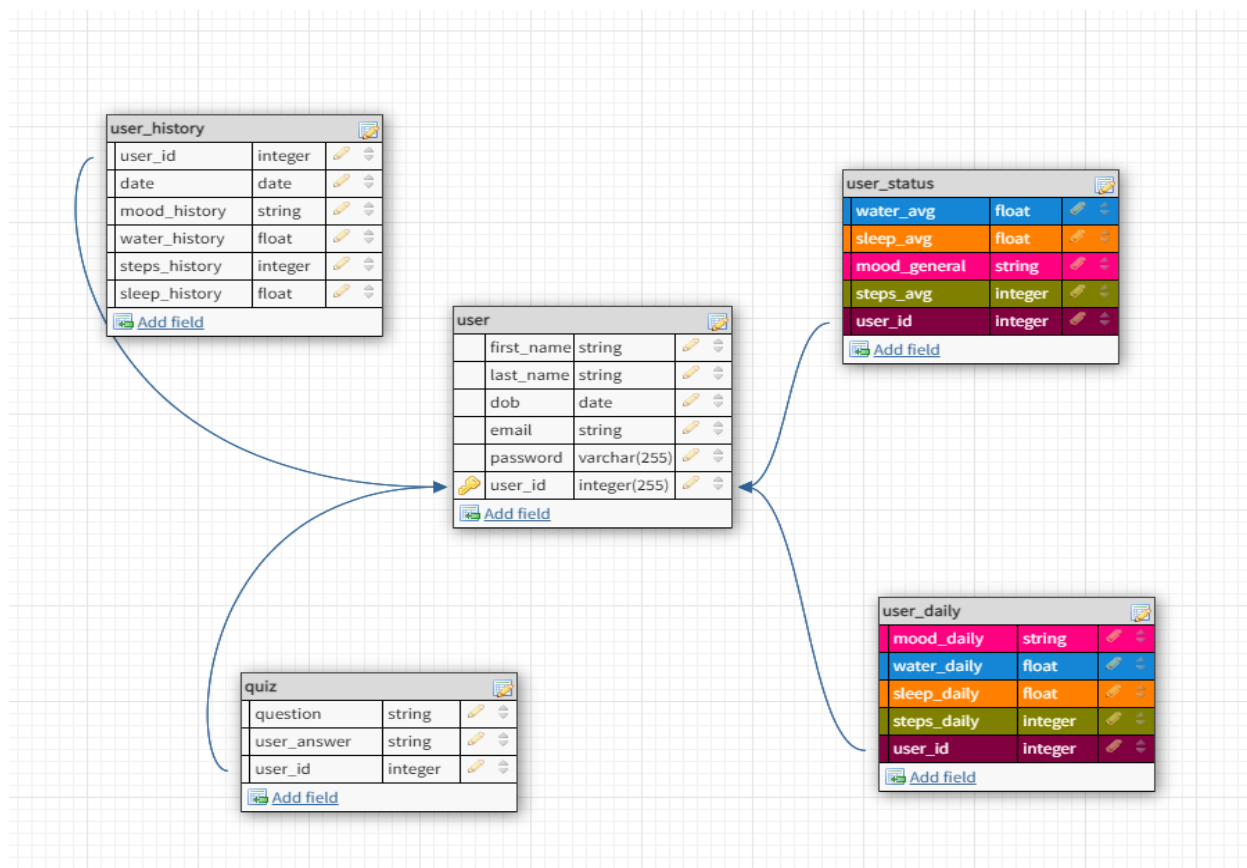 user_history
user_id integer
date date
mood_history string
water_history float
steps_history integer
sleep_history float
Add field
user_status
water_avg float
sleep_avg float
mood_general string
steps_avg integer
user_id integer
Add field
user
first_name string
last_name string
dob date
email string
password varchar(255)
user_id integer(255)
Add field
quiz
question string
user_answer string
user_id integer
Add field
user_daily
mood_daily string
water_daily float
sleep_daily float
steps_daily integer
user_id integer
Add field